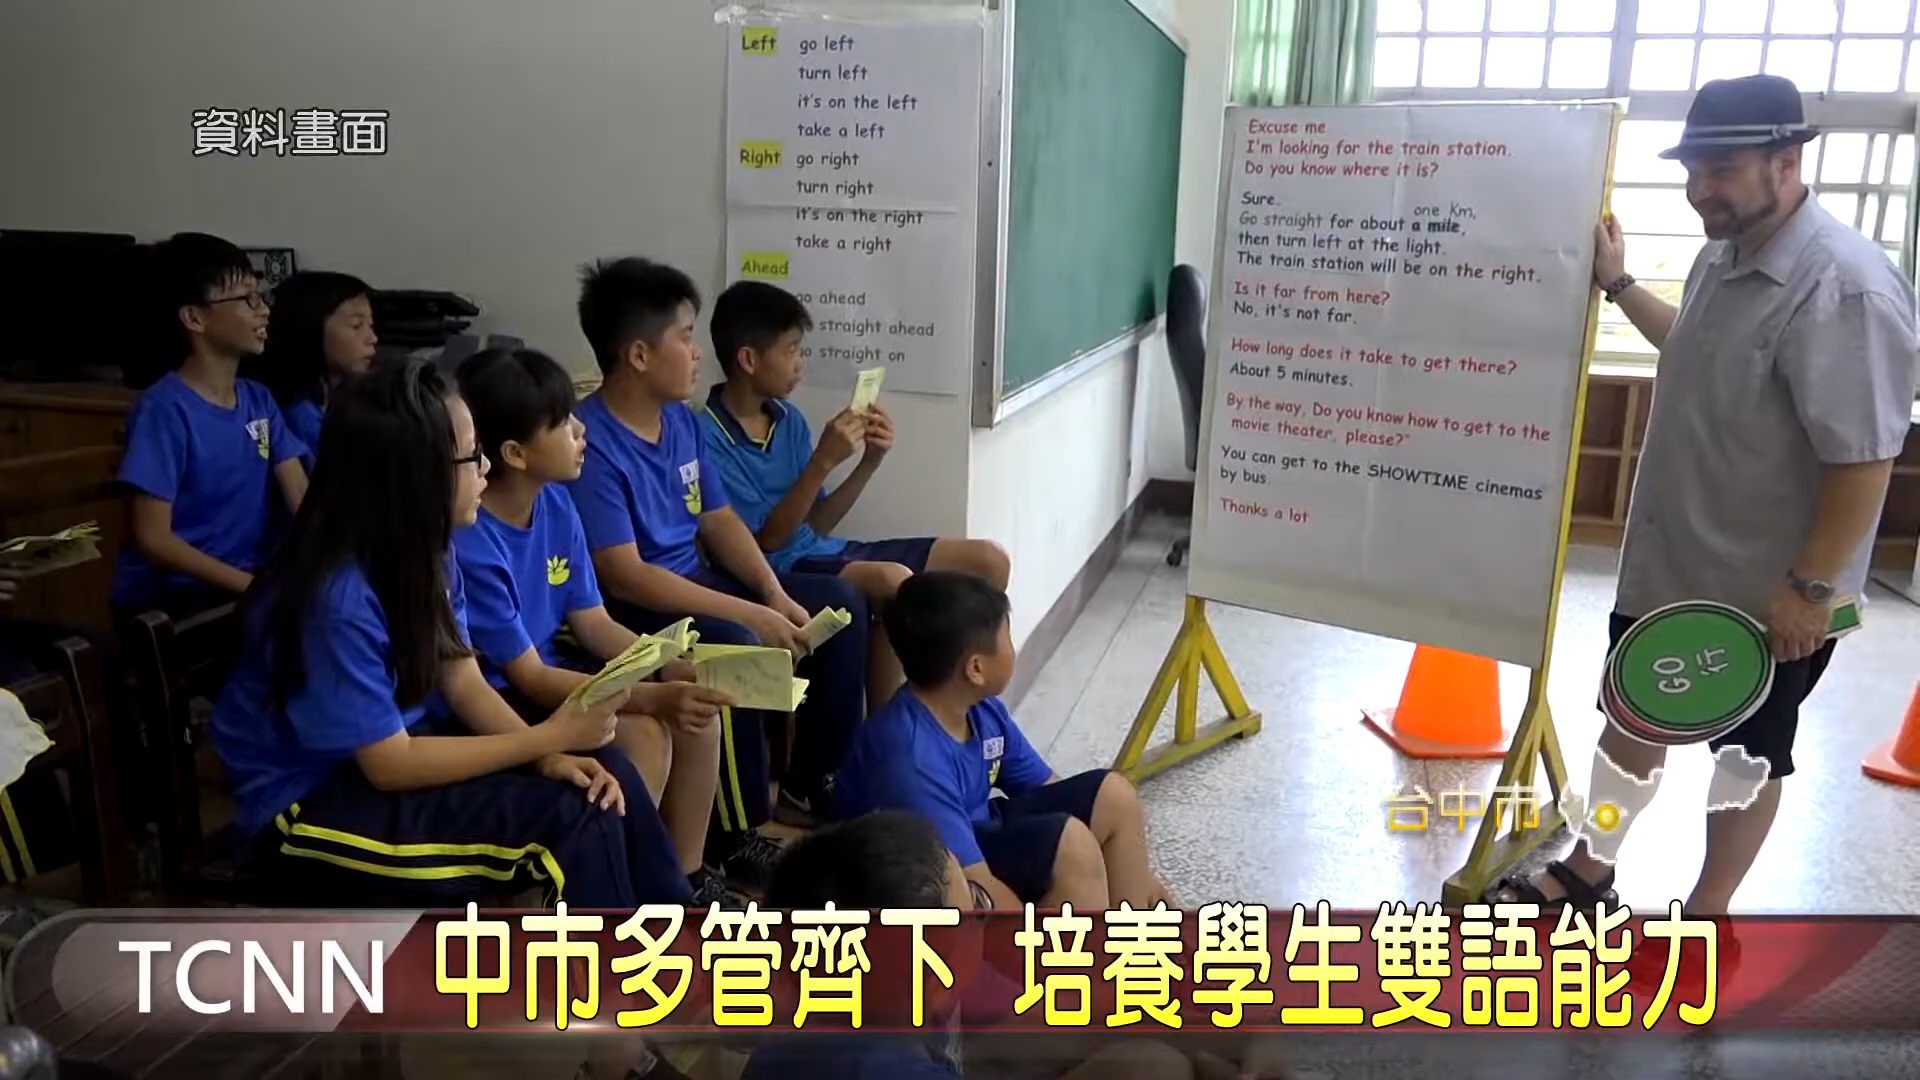 資料畫面
Left go left
turn left
it's on the left
take a left
Right go right
turn right
it's on the right
take a right
Ahead
go ahead
straight ahead
go straight on
Excuse me
I'm looking for the train station.
Do you know where it is?
Sure.
one Km,
Go straight for about a mile,
then turn left at the light.
The train station will be on the right.
Is it far from here?
No, it's not far.
How long does it take to get there?
About 5 minutes.
By the way, Do you know how to get to the
movie theater, please?"
You can get to the SHOWTIME cinemas
by bus.
Thanks a lot
GO
行
台中市
TCNN 中市多管齊下 培養學生雙語能力